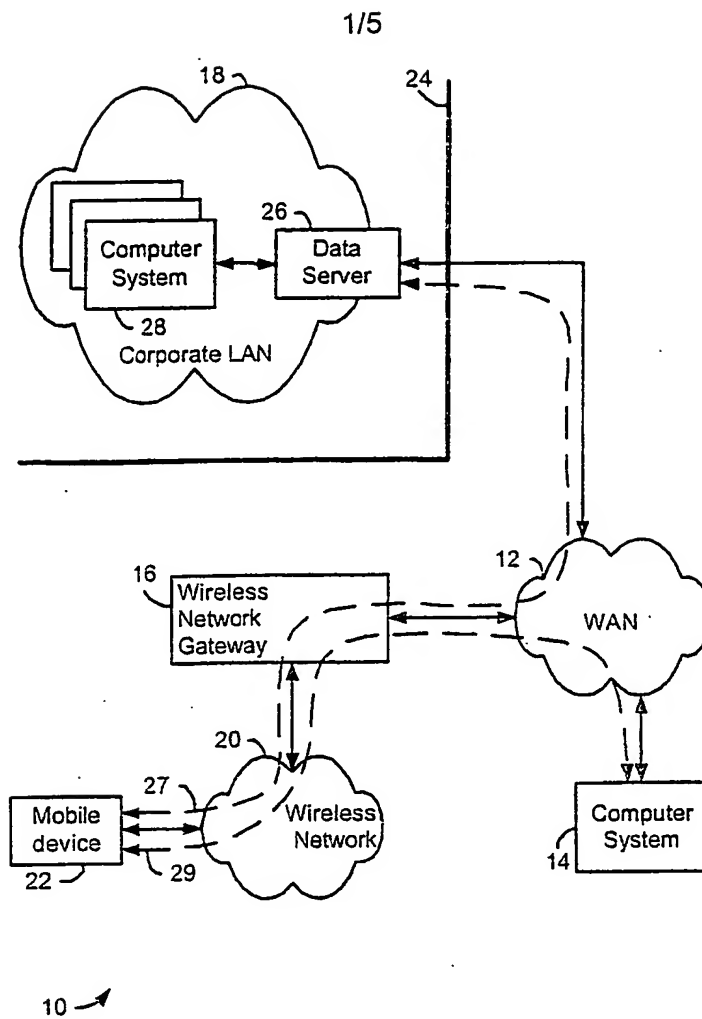 1/5
18
24
26
Computer
System
Data
Server
28
Corporate LAN
12
16
Wireless
Network
Gateway
WAN
20
27
Wireless
Network
Mobile
device
22
29
Computer
System
14
10